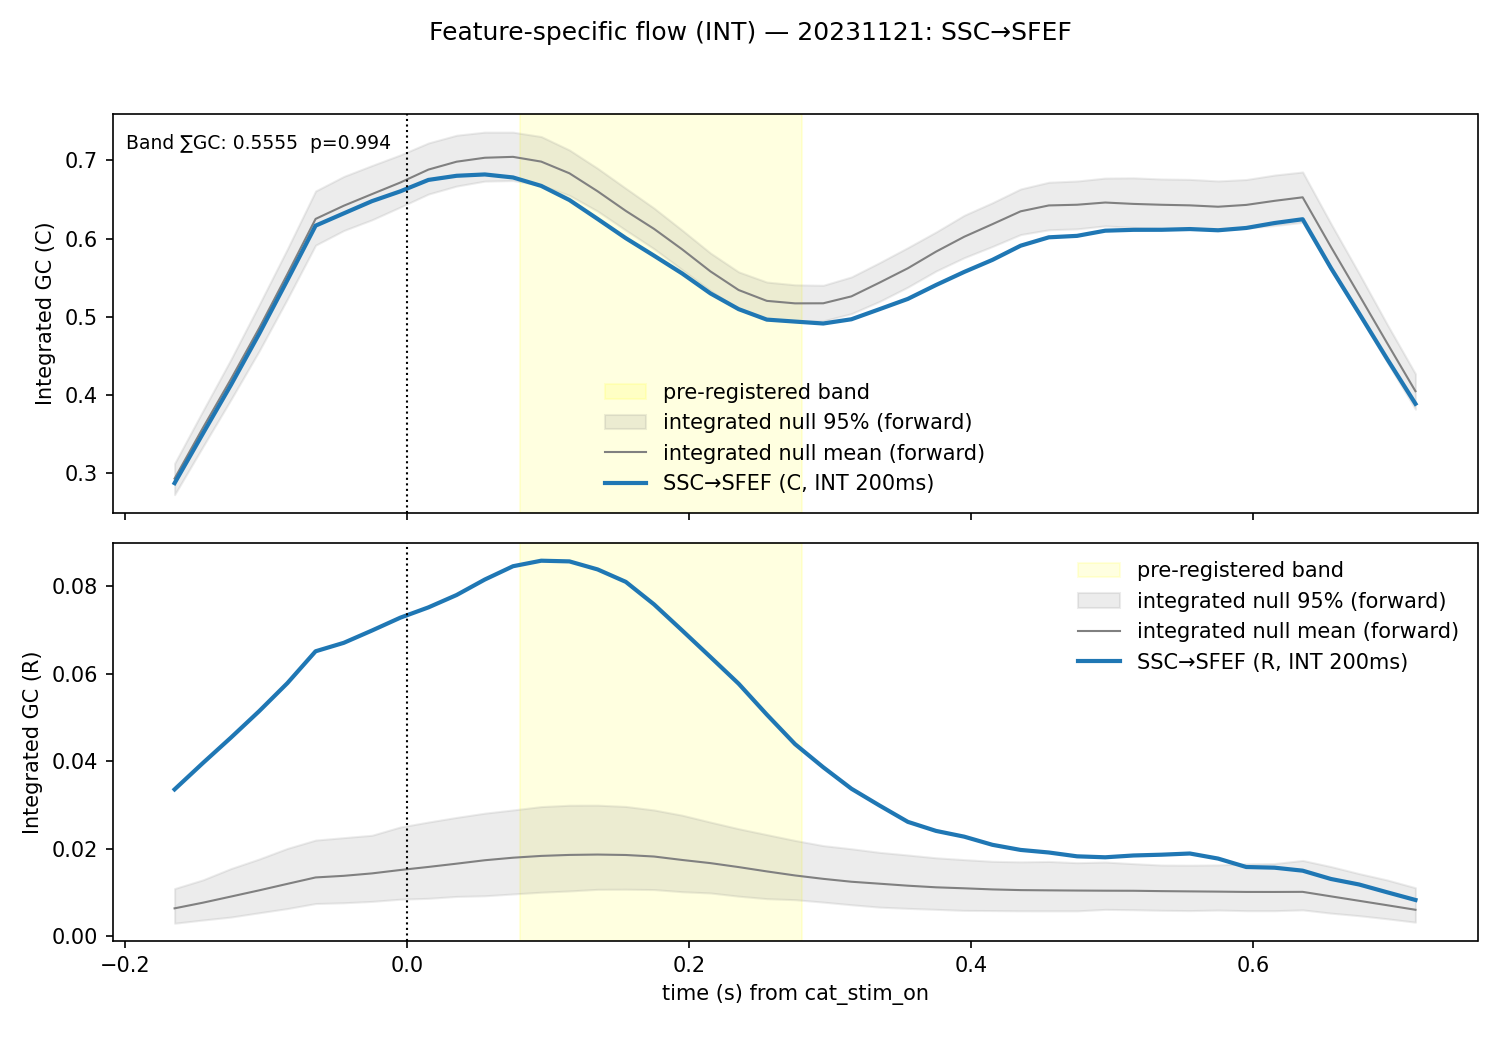 Feature-specific flow (INT) — 20231121: SSC→SFEF
Band ∑GC: 0.5555  p=0.994
Integrated GC (C)
0.7
0.6
0.5
0.4
0.3
pre-registered band
integrated null 95% (forward)
integrated null mean (forward)
SSC→SFEF (C, INT 200ms)
Integrated GC (R)
0.08
0.06
0.04
0.02
0.00
pre-registered band
integrated null 95% (forward)
integrated null mean (forward)
SSC→SFEF (R, INT 200ms)
−0.2 0.0 0.2 0.4 0.6
time (s) from cat_stim_on